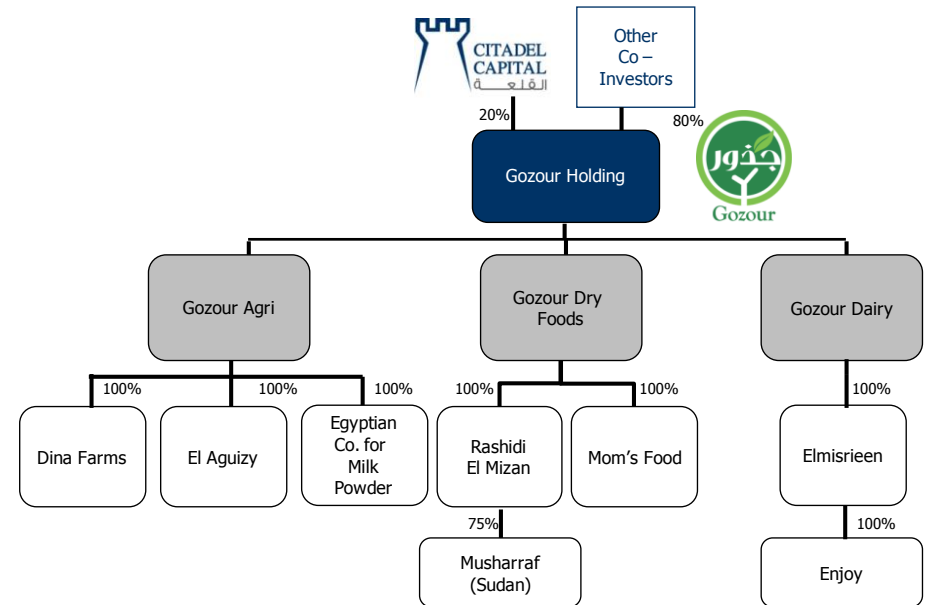 CITADEL
CAPITAL
القلعة
Other
Co –
Investors
20%
80%
Gozour Holding
جذور
Gozour
Gozour Agri
Gozour Dry
Foods
Gozour Dairy
100%
100%
100%
100%
100%
100%
Dina Farms
El Aguizy
Egyptian
Co. for
Milk
Powder
Rashidi
El Mizan
Mom's Food
Elmisrieen
75%
100%
Musharraf
(Sudan)
Enjoy